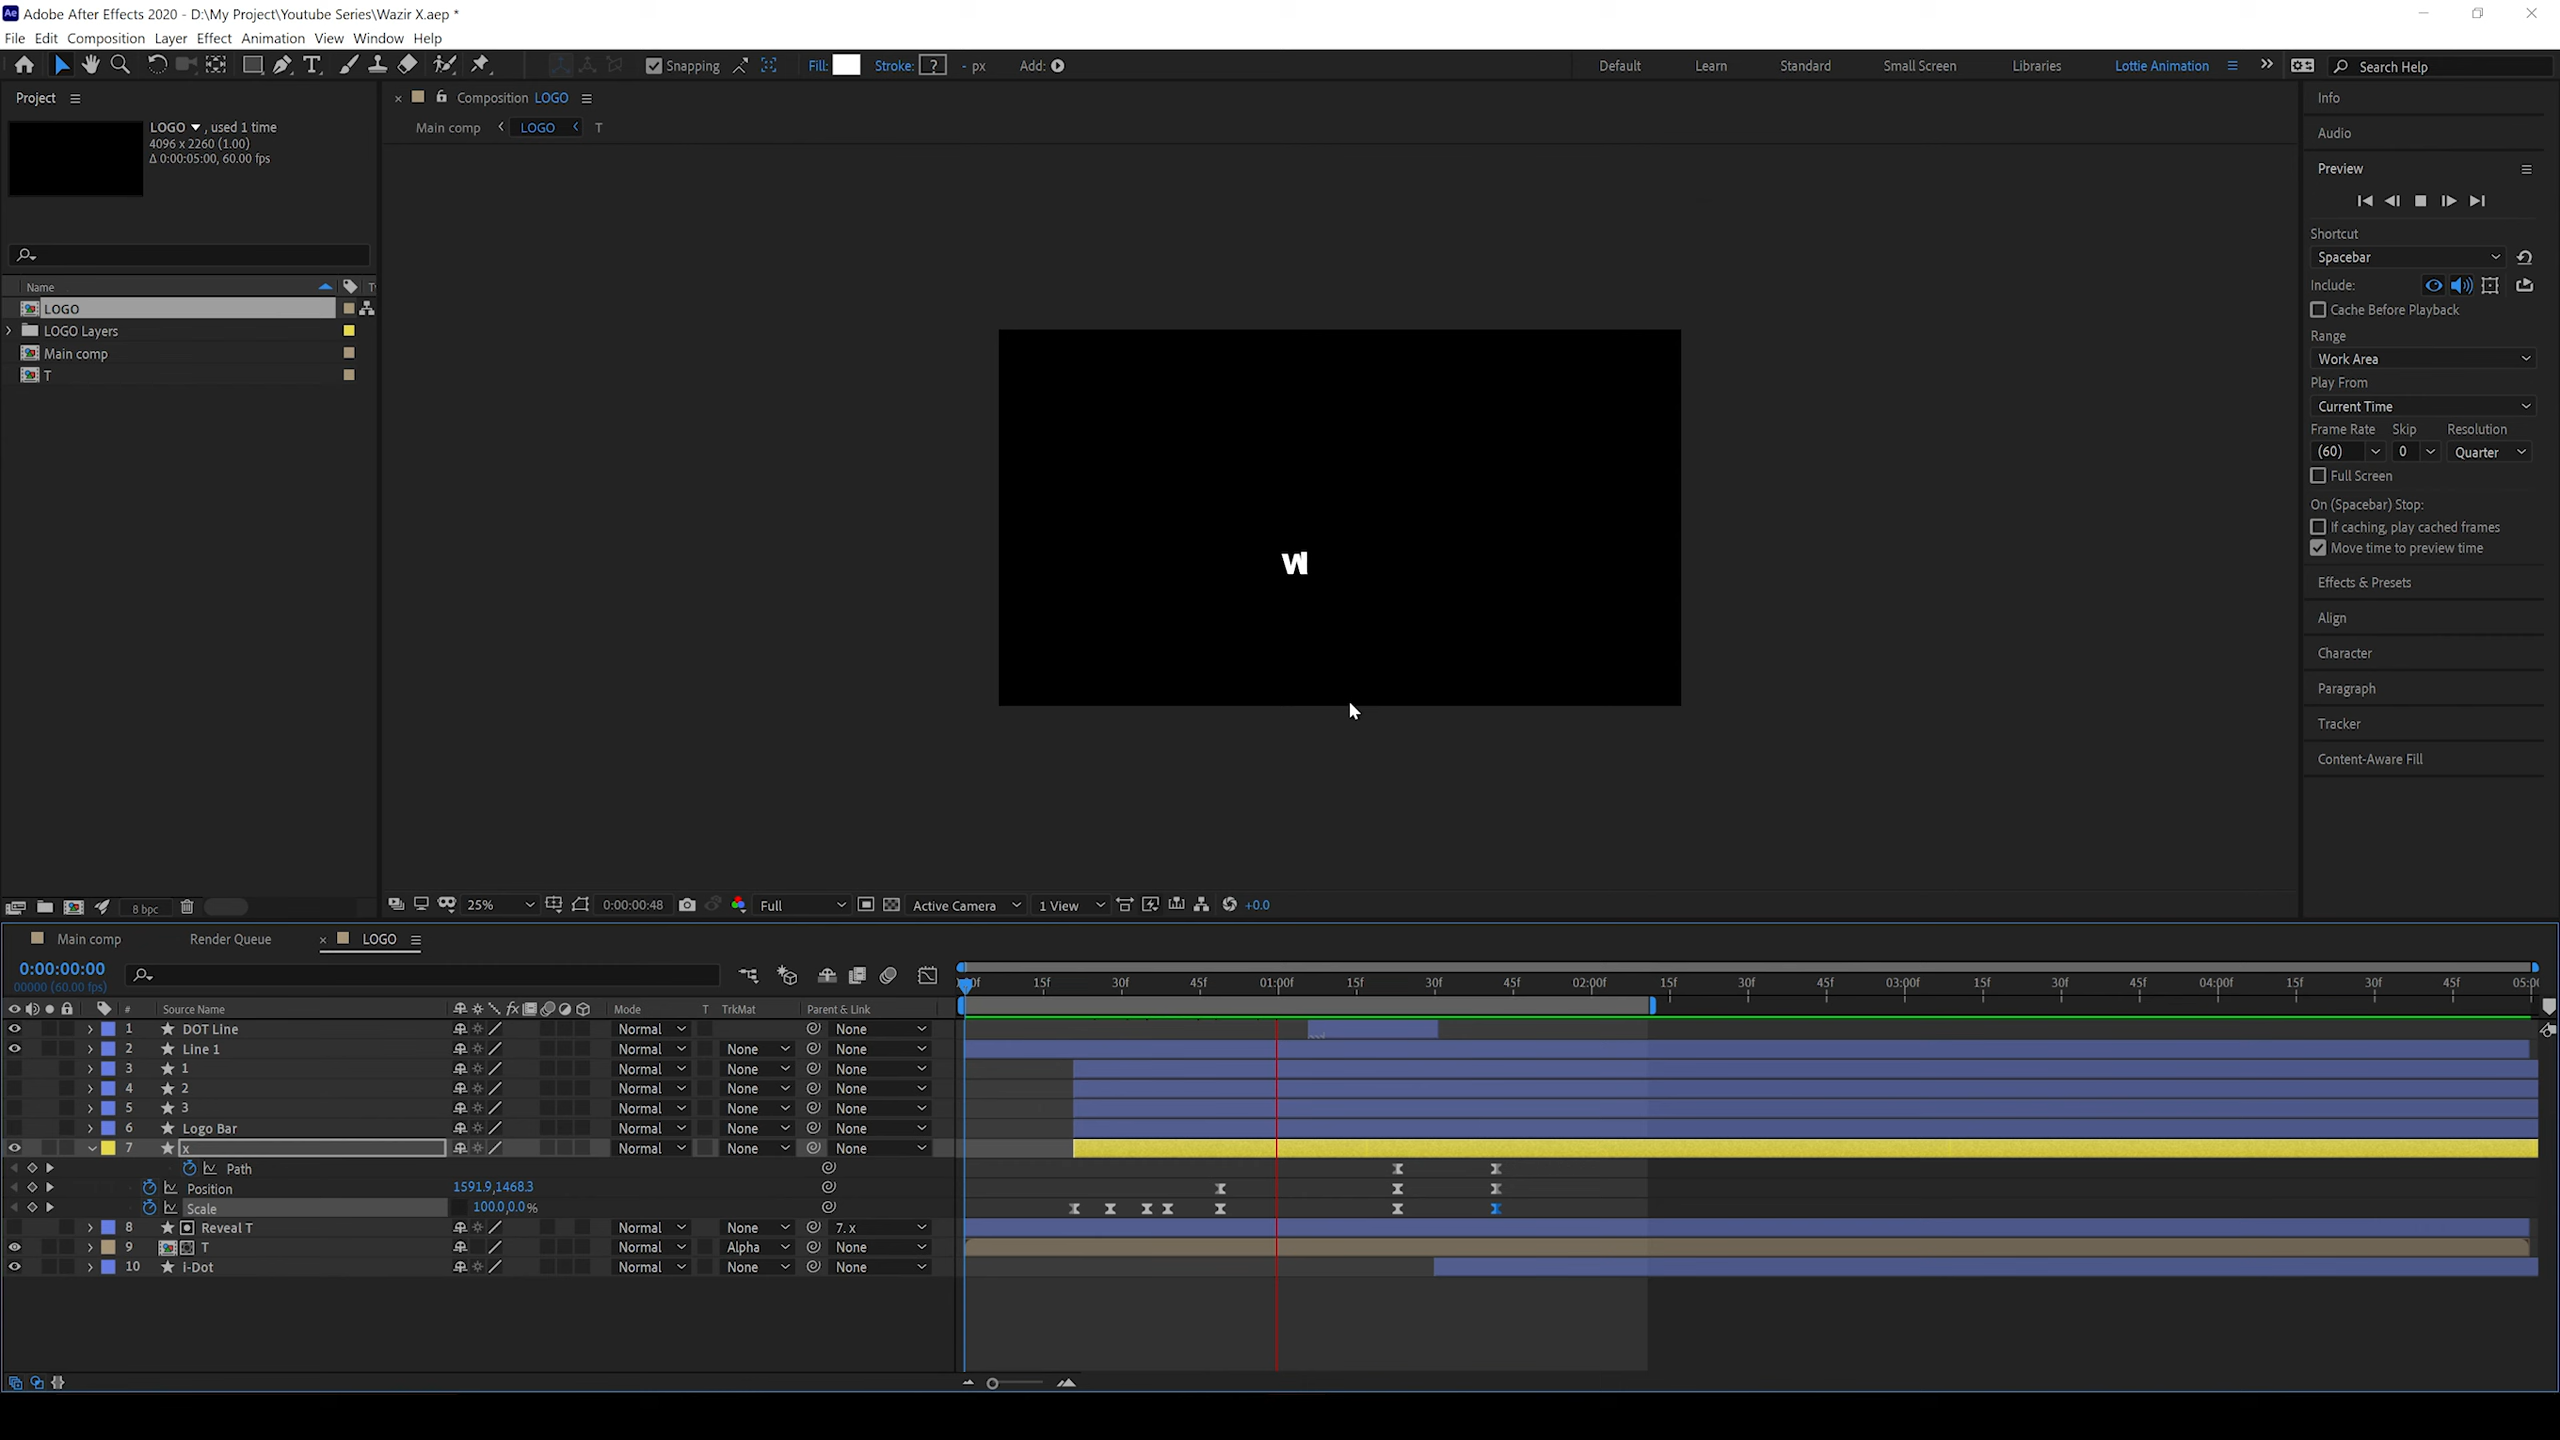 Adobe After Effects 2020 - D:\My Project\Youtube Series\Wazir X.aep *
File Edit Composition Layer Effect Animation View Window Help
Snapping Fill: Stroke: ? - px Add: Default Learn Standard Small Screen Libraries Lottie Animation Search Help
Project
LOGO , used 1 time
4096 x 2260 (1.00)
Δ 0:00:05:00, 60.00 fps
Name
LOGO
LOGO Layers
Main comp
T
8 bpc
Composition LOGO
Main comp LOGO T
W
25% 0:00:00:48 Full Active Camera 1 View +0.0
Info
Audio
Preview
Shortcut
Spacebar
Include:
Cache Before Playback
Range
Work Area
Play From
Current Time
Frame Rate Skip Resolution
(60) 0 Quarter
Full Screen
On (Spacebar) Stop:
If caching, play cached frames
Move time to preview time
Effects & Presets
Align
Character
Paragraph
Tracker
Content-Aware Fill
Main comp Render Queue LOGO
0:00:00:00
00000 (60.00 fps)
15f 30f 45f 01:00f 15f 30f 45f 02:00f 15f 30f 45f 03:00f 15f 30f 45f 04:00f 15f 30f 45f
# Source Name Mode T TrkMat Parent & Link
1 DOT Line Normal None
2 Line 1 Normal None None
3 1 Normal None None
4 2 Normal None None
5 3 Normal None None
6 Logo Bar Normal None None
7 x Normal None None
Path
Position 1591.9,1468.3
Scale 100.0,0.0%
8 Reveal T Normal None 7. x
9 T Normal Alpha None
10 i-Dot Normal None None